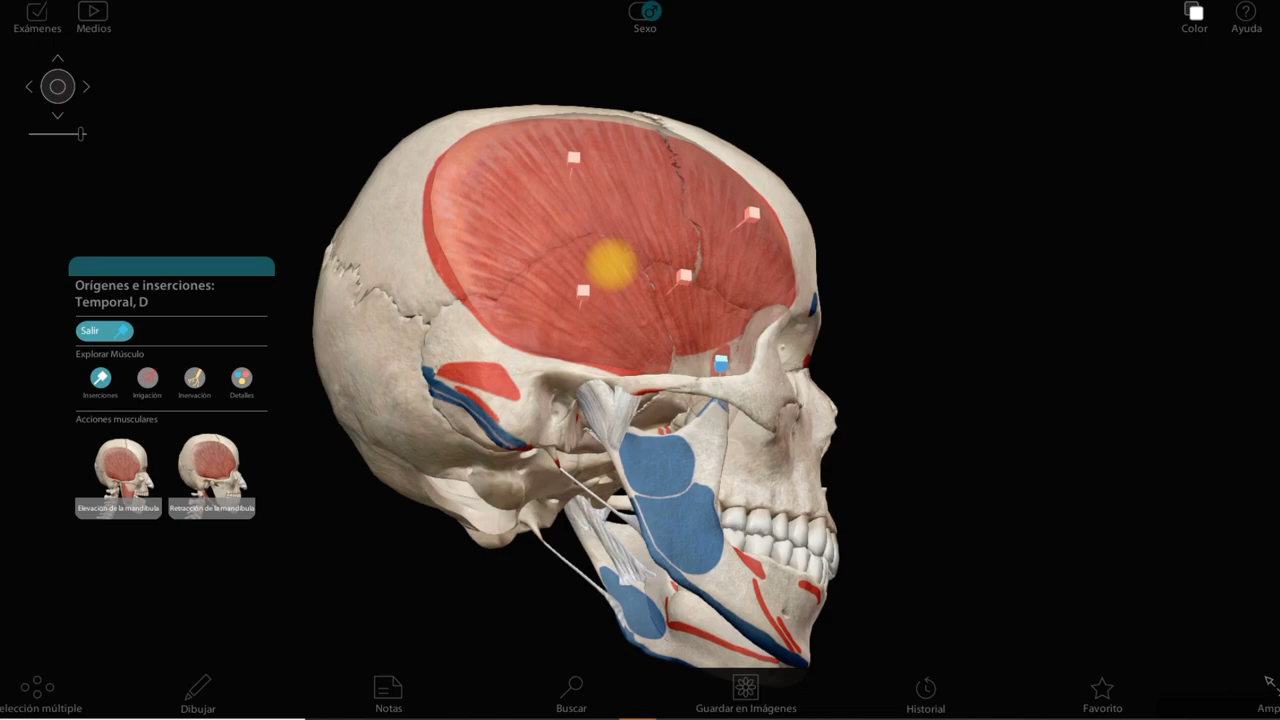 Exámenes
Medios
Sexo
Color
Ayuda
Orígenes e inserciones:
Temporal, D
Salir
Explorar Músculo
Inserciones
Irrigación
Inervación
Detalles
Acciones musculares
Elevación de la mandíbula
Retracción de la mandíbula
elección múltiple
Dibujar
Notas
Buscar
Guardar en Imágenes
Historial
Favorito
Amp